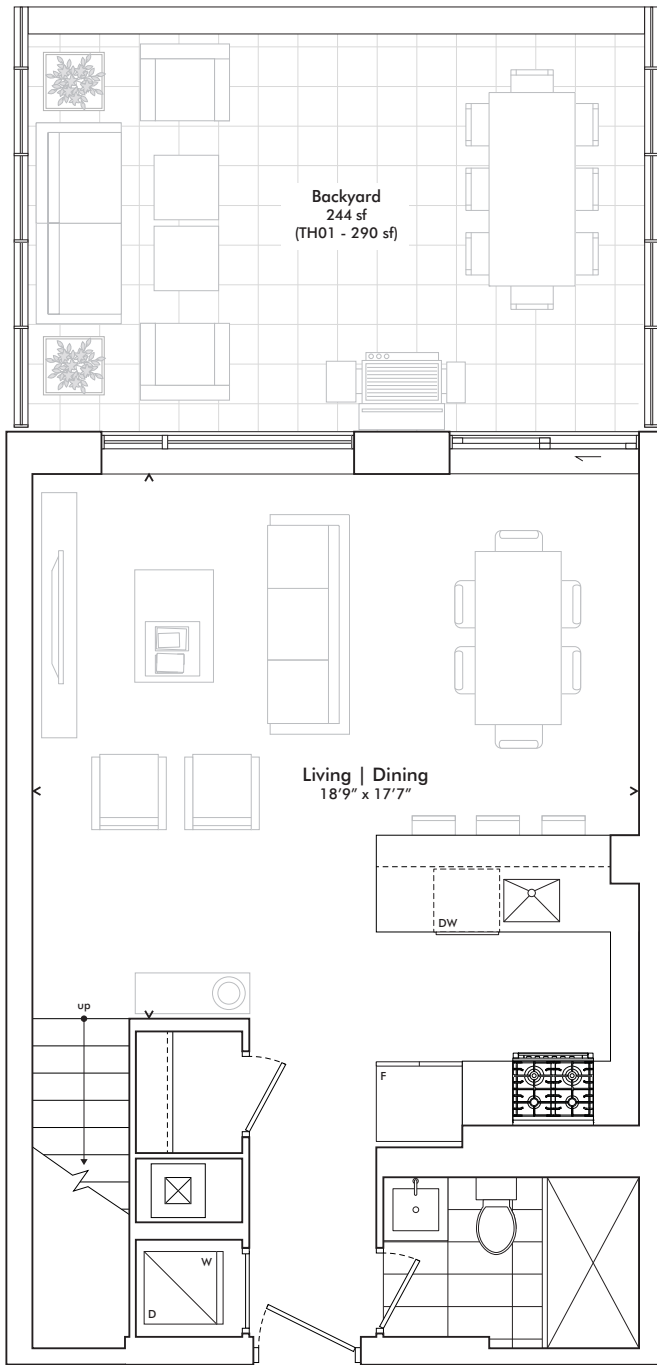 Backyard
244 sf
(TH01 - 290 sf)
Living | Dining
18’9” x 17’7”
DW
up
F
W
D